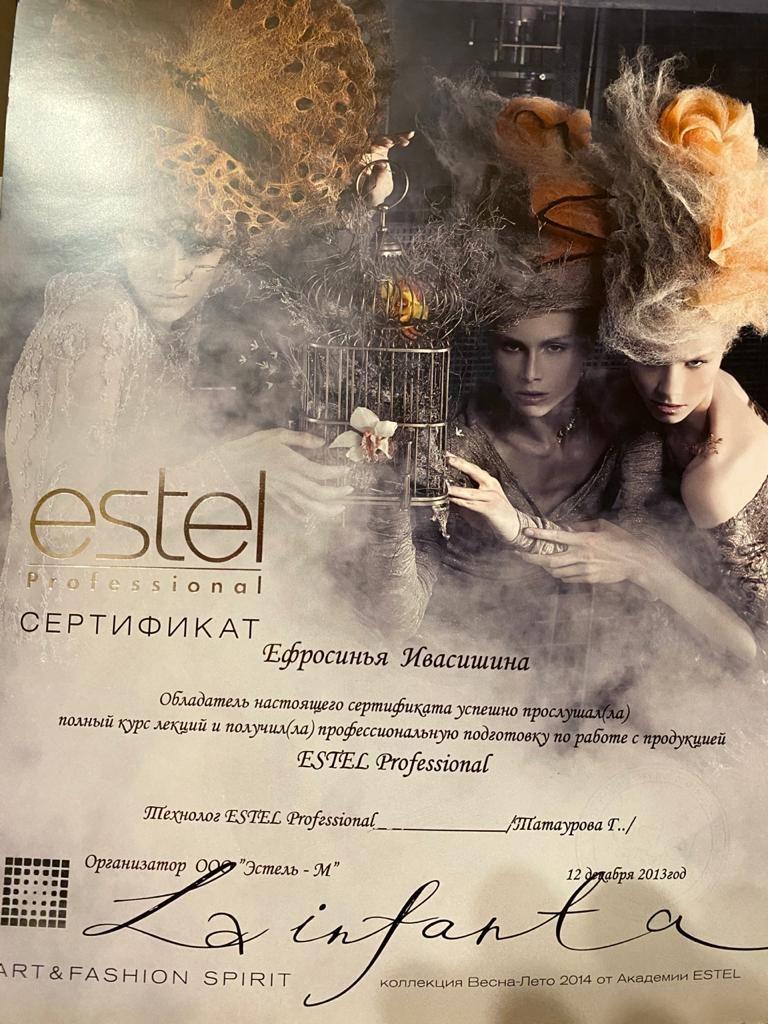 estel
Professional
СЕРТИФИКАТ
Ефросинья Ивасишина
Обладатель настоящего сертификата успешно прослушал(ла)
полный курс лекций и получил(ла) профессиональную подготовку по работе с продукцией
ESTEL Professional
Технолог ESTEL Professional_ _ ____________/Татаурова Г../
Организатор ООО "Эстель - М"
12 декабря 2013год
La infanta
ART & FASHION SPIRIT
коллекция Весна-Лето 2014 от Академии ESTEL